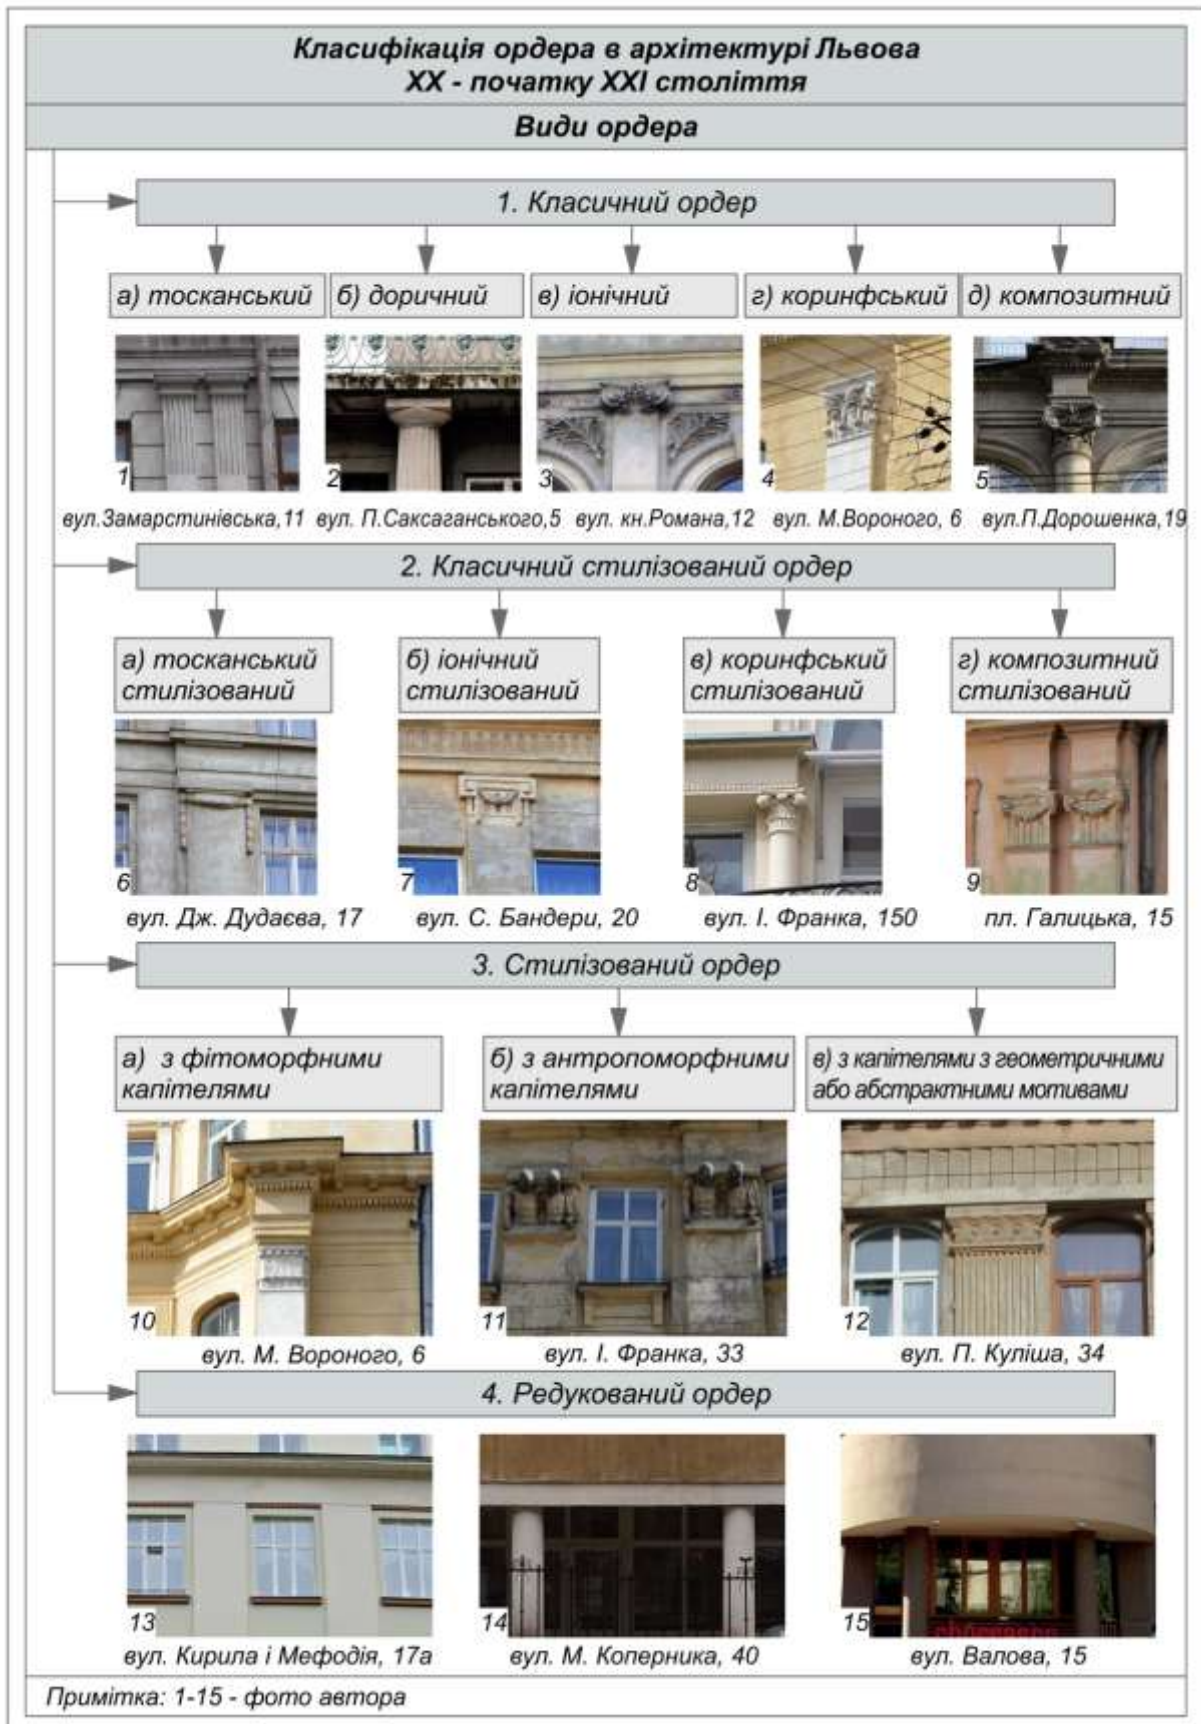 Класифікація ордера в архітектурі Львова
XX - початку XXI століття
Види ордера
1. Класичний ордер
а) тосканський
б) доричний
в) іонічний
г) коринфський
д) композитний
1
2
3
4
5
вул.Замарстинівська,11
вул. П.Саксаганського,5
вул. кн.Романа,12
вул. М.Вороного, 6
вул.П.Дорошенка,19
2. Класичний стилізований ордер
а) тосканський
стилізований
б) іонічний
стилізований
в) коринфський
стилізований
г) композитний
стилізований
6
7
8
9
вул. Дж. Дудаєва, 17
вул. С. Бандери, 20
вул. І. Франка, 150
пл. Галицька, 15
3. Стилізований ордер
а) з фітоморфними
капітелями
б) з антропоморфними
капітелями
в) з капітелями з геометричними
або абстрактними мотивами
10
11
12
вул. М. Вороного, 6
вул. І. Франка, 33
вул. П. Куліша, 34
4. Редукований ордер
13
14
15
вул. Кирила і Мефодія, 17а
вул. М. Коперника, 40
вул. Валова, 15
Примітка: 1-15 - фото автора